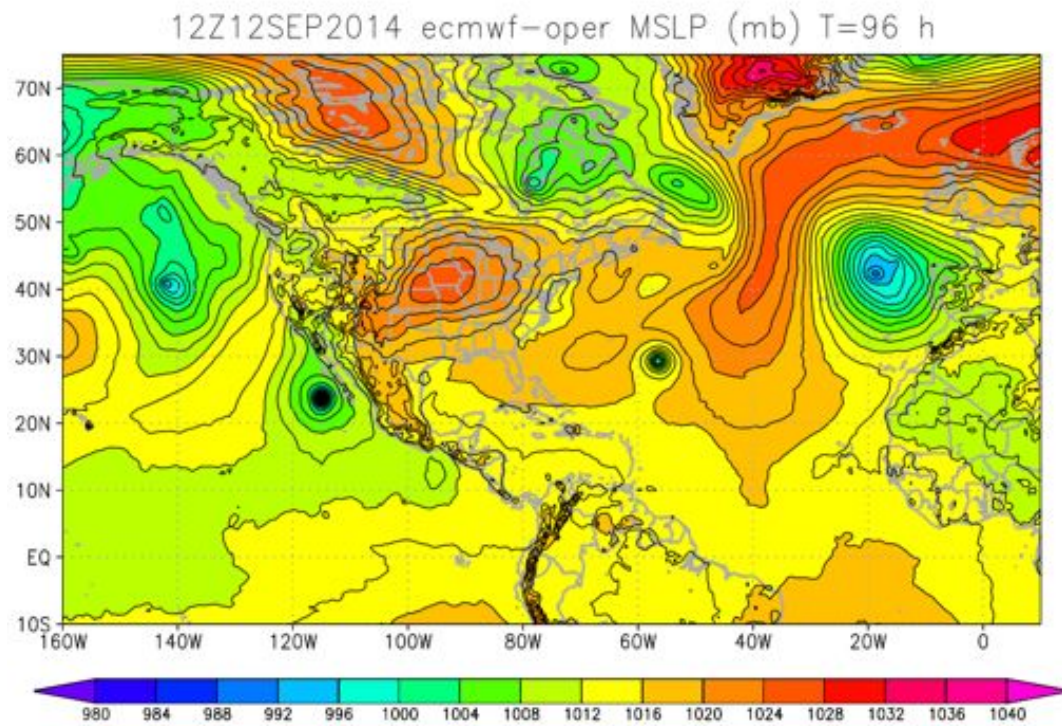 12Z12SEP2014 ecmwf-oper MSLP (mb) T=96 h
70N
60N
50N
40N
30N
20N
10N
EQ
10S
160W 140W 120W 100W 80W 60W 40W 20W 0
980 984 988 992 996 1000 1004 1008 1012 1016 1020 1024 1028 1032 1036 1040